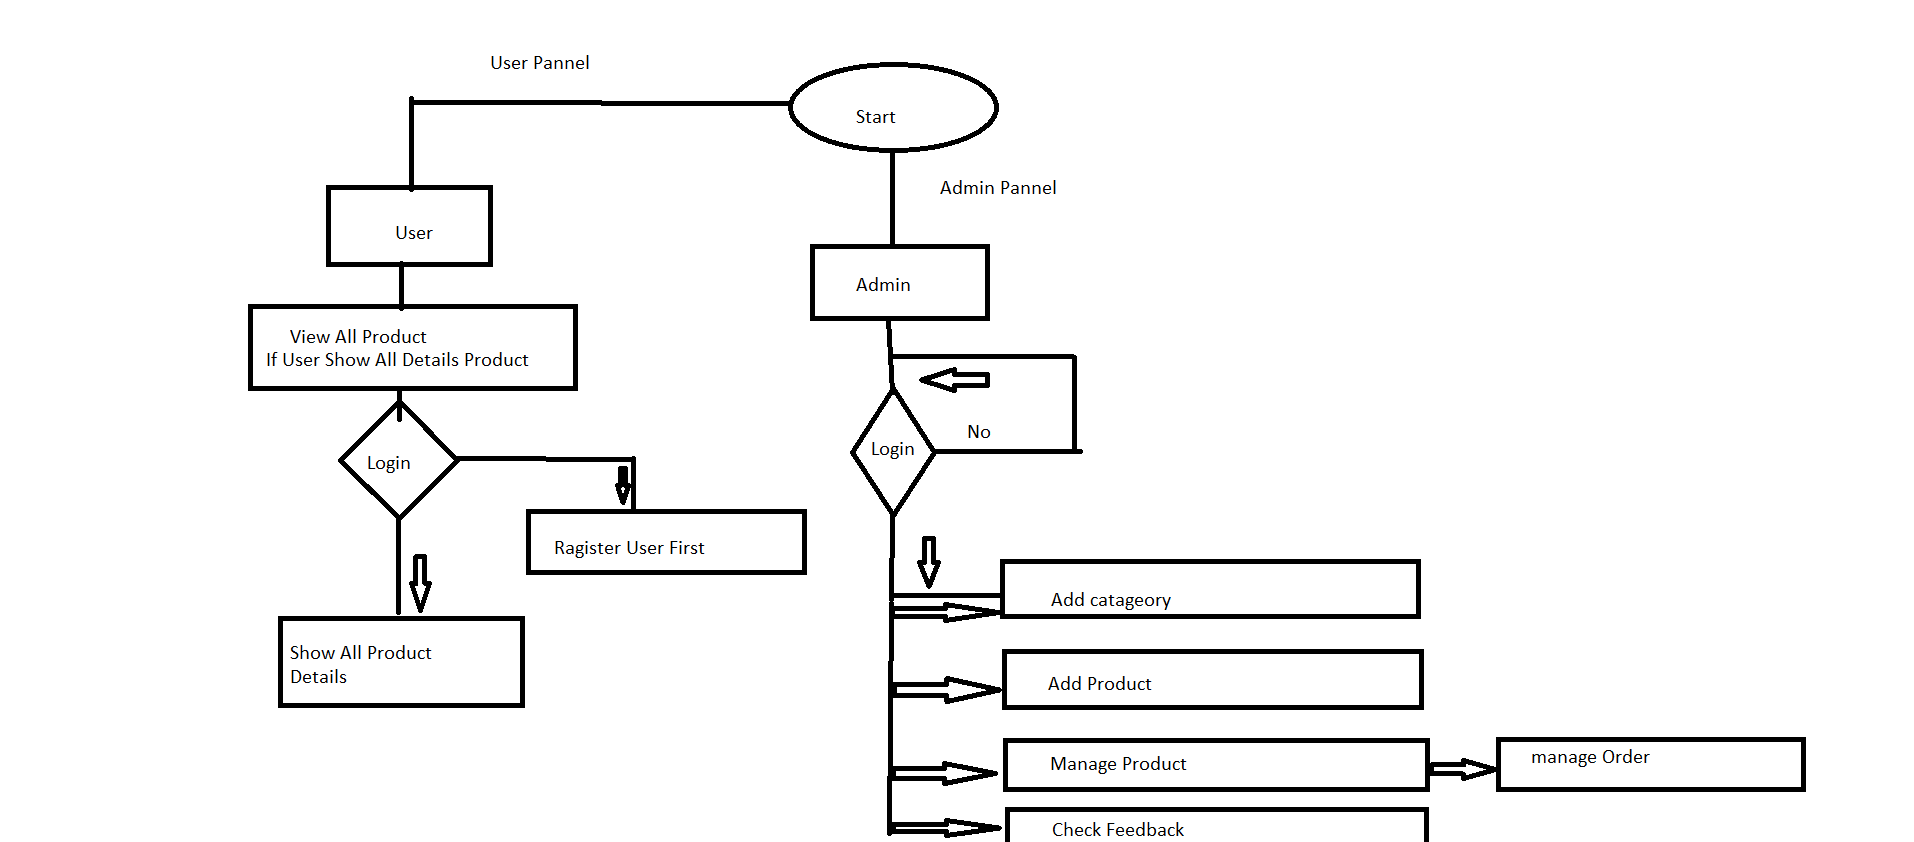 User Pannel
Start
Admin Pannel
User
Admin
View All Product
If User Show All Details Product
No
Login
Login
Ragister User First
Add catageory
Show All Product
Details
Add Product
manage Order
Manage Product
Check Feedback